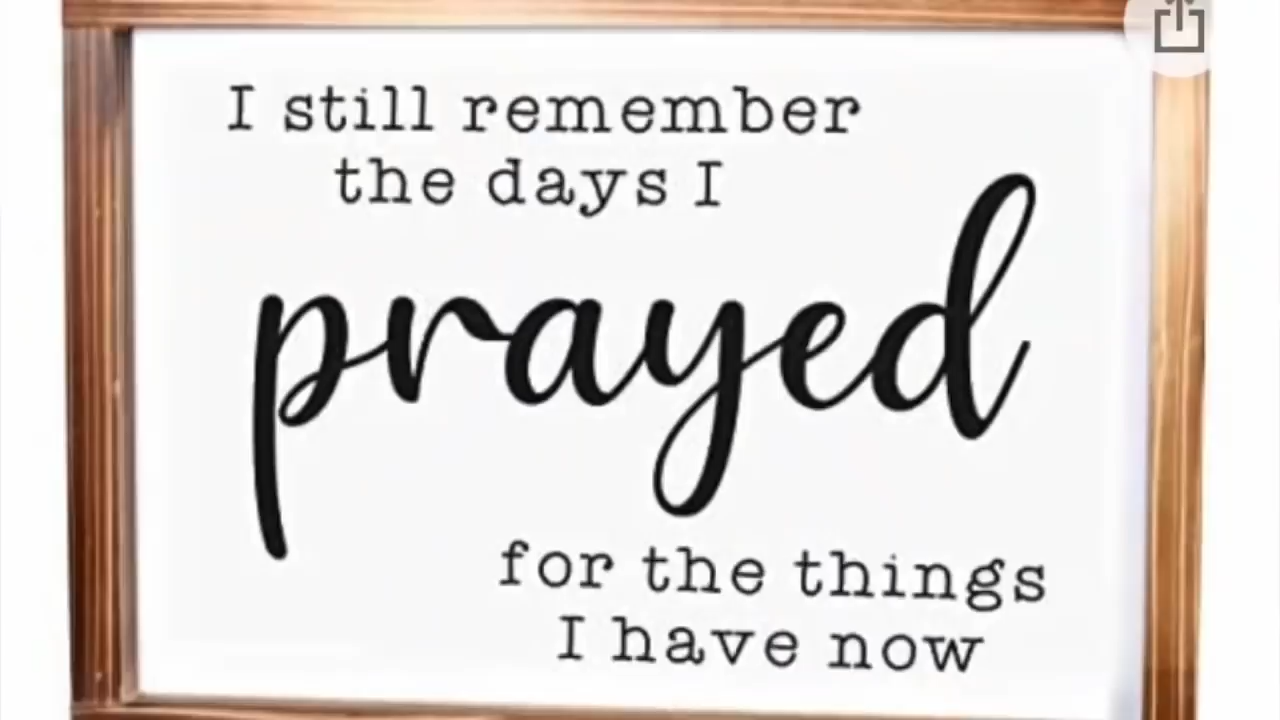 I still remember
the days I
prayed
for the things
I have now